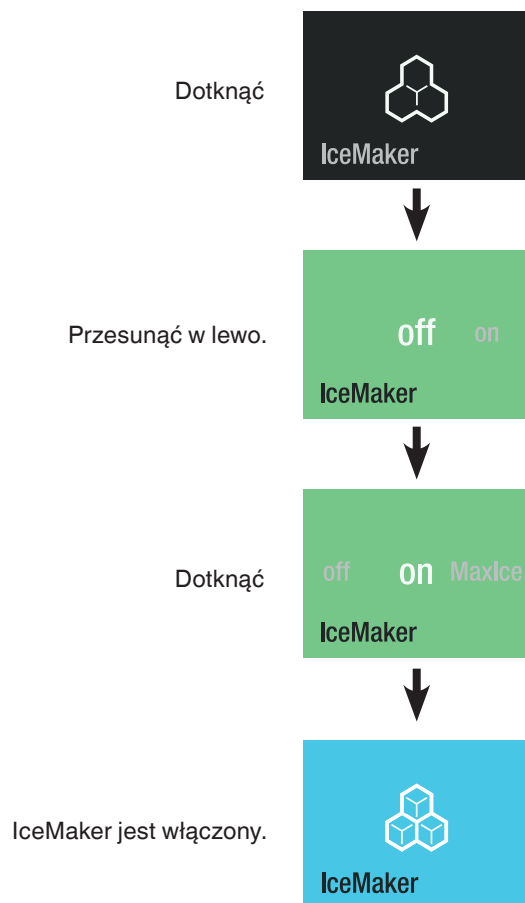 Dotknąć
IceMaker
Przesunąć w lewo.
off on
IceMaker
Dotknąć
off on MaxIce
IceMaker
IceMaker jest włączony.
IceMaker